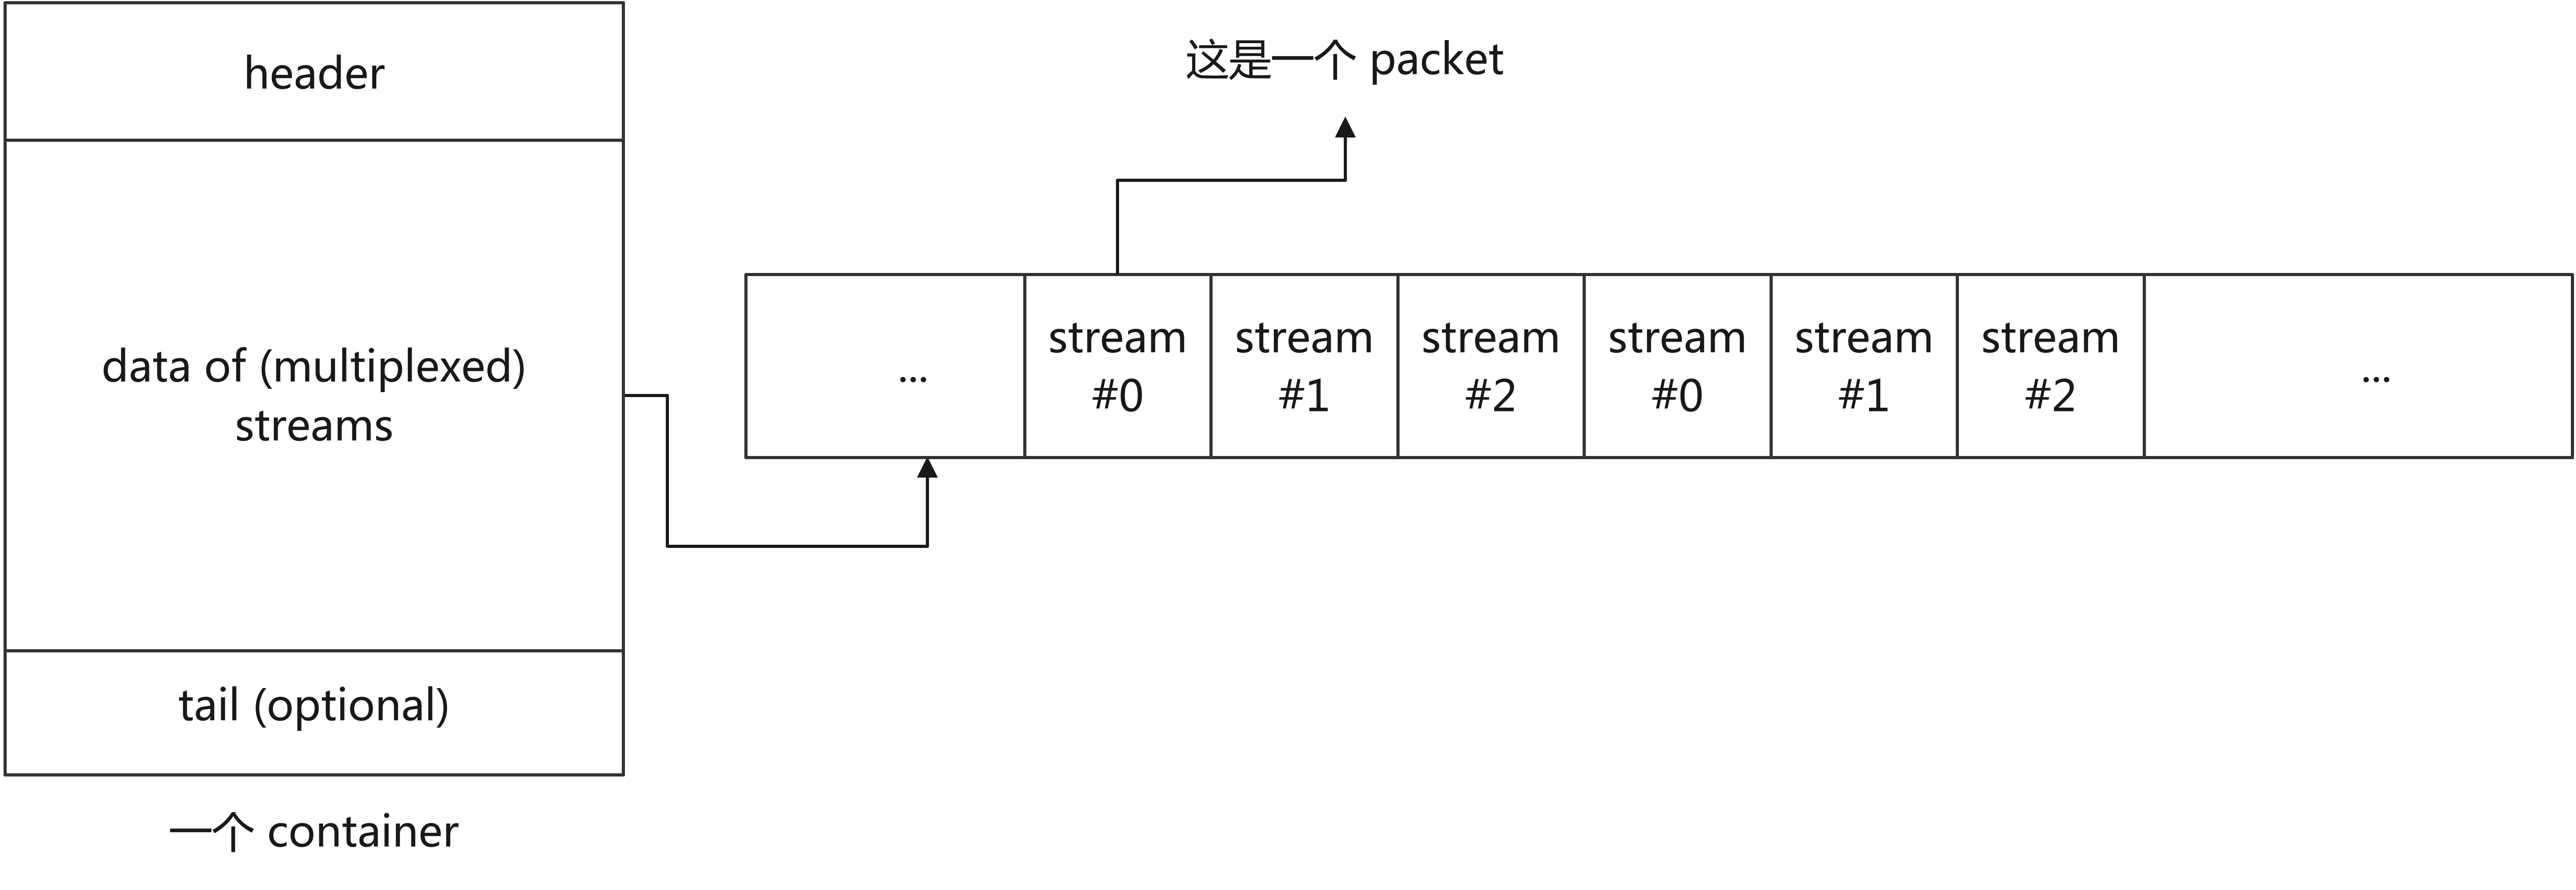 header
data of (multiplexed)
streams
tail (optional)
一个 container
这是一个 packet
...
stream
#0
stream
#1
stream
#2
stream
#0
stream
#1
stream
#2
...